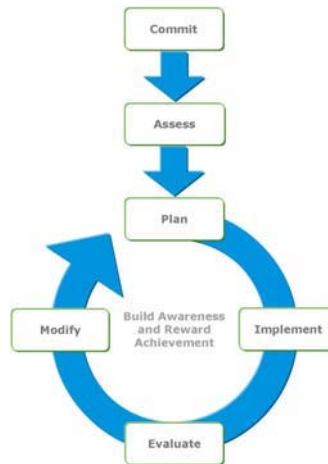 Commit
Assess
Plan
Build Awareness
and Reward
Achievement
Modify
Implement
Evaluate